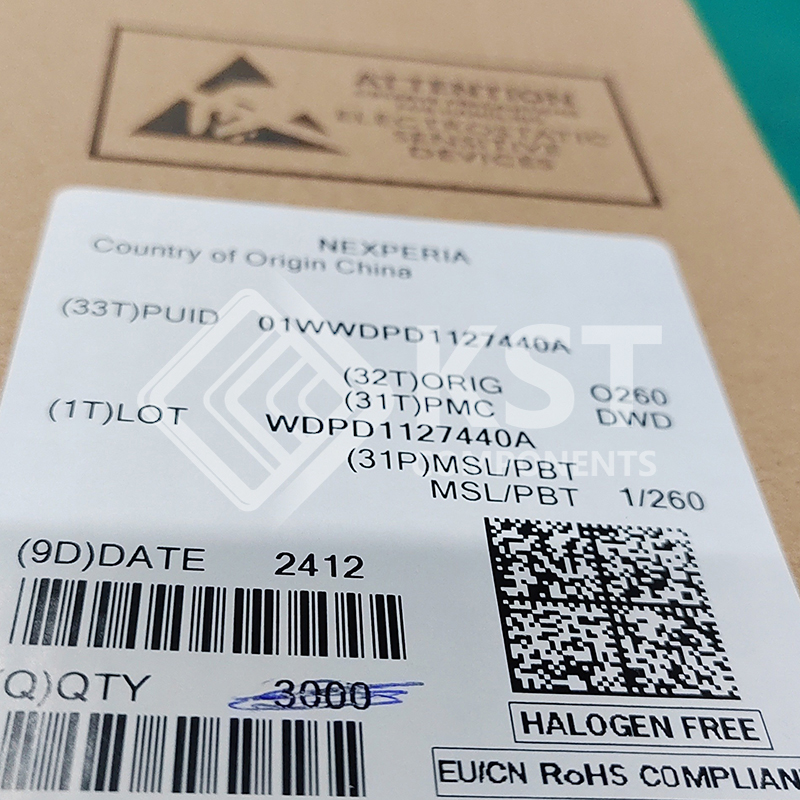 ATTENTION
ELECTROSTATIC
SENSITIVE
DEVICES
NEXPERIA
Country of Origin China
(33T)PUID 01WWDPD1127440A
(32T)ORIG O260
(31T)PMC DWD
(1T)LOT WDPD1127440A
(31P)MSL/PBT
MSL/PBT 1/260
(9D)DATE 2412
(Q)QTY 3000
HALOGEN FREE
EU/CN RoHS COMPLIAN
KST
COMPONENTS